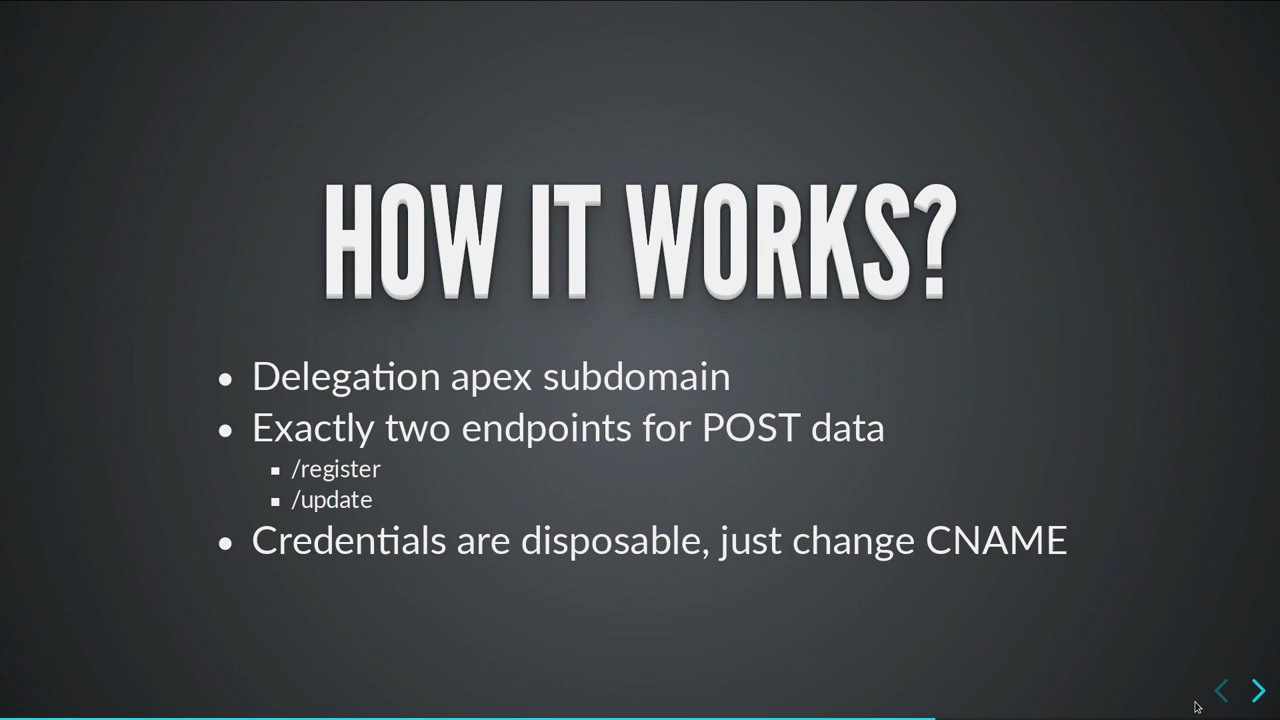 HOW IT WORKS?
Delegation apex subdomain
Exactly two endpoints for POST data
/register
/update
Credentials are disposable, just change CNAME